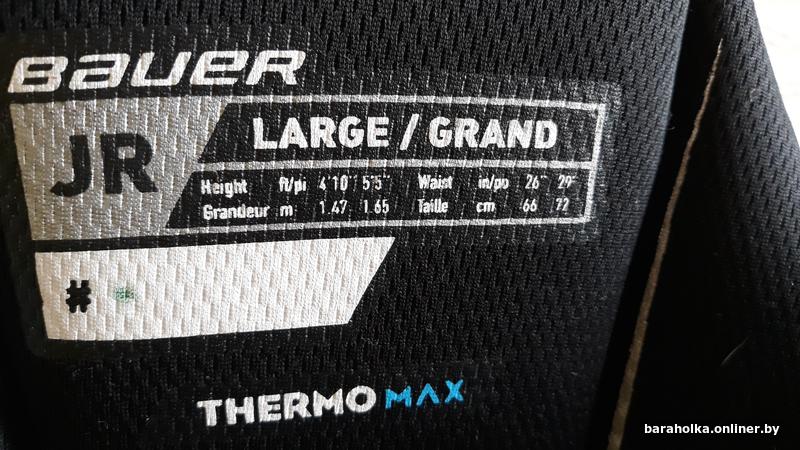 BAUER
JR
LARGE / GRAND
Height ft/pi 4'10" 5'5" Waist in/po 26" 29"
Grandeur m 1.47 1.65 Taille cm 66 72
#
THERMO MAX
baraholka.onliner.by